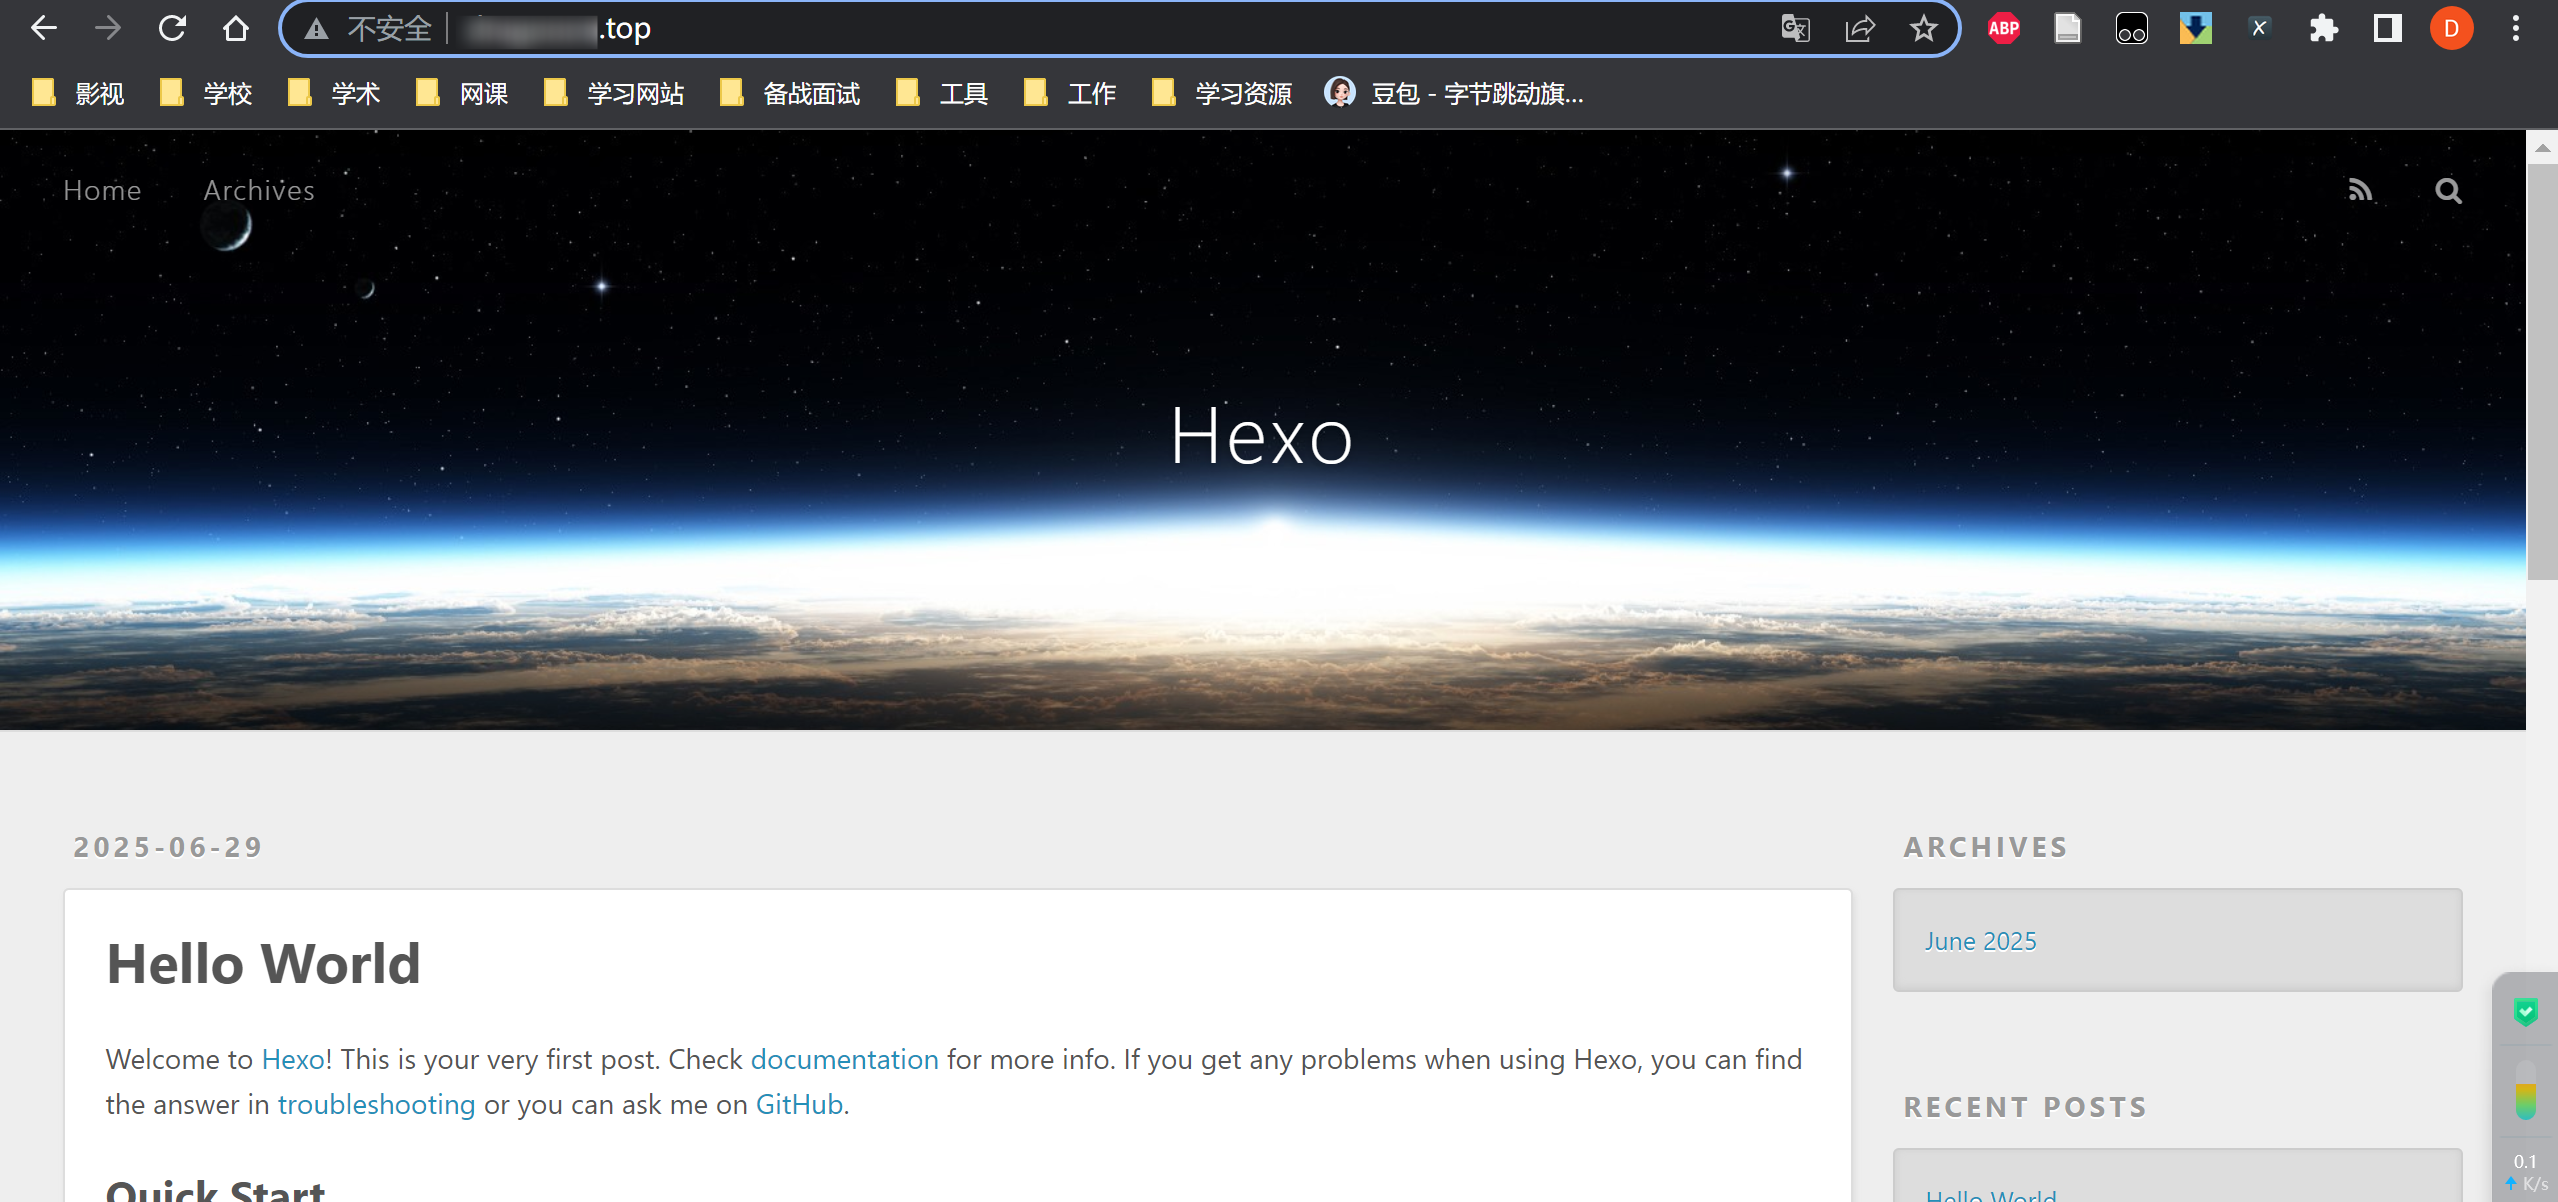 不安全 .top
ABP
X
D
影视 学校 学术 网课 学习网站 备战面试 工具 工作 学习资源 豆包 - 字节跳动旗...
Home Archives
Hexo
2025-06-29
Hello World
Welcome to Hexo! This is your very first post. Check documentation for more info. If you get any problems when using Hexo, you can find
the answer in troubleshooting or you can ask me on GitHub.
Quick Start
ARCHIVES
June 2025
RECENT POSTS
Hello World
0.1
K/s